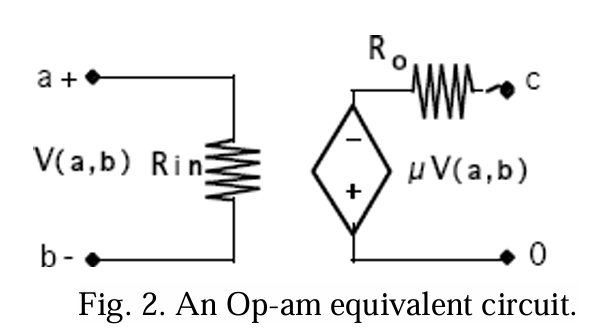 Ro
a +
c
V(a,b) Rin
−
+
μV(a,b)
b -
0
Fig. 2. An Op-am equivalent circuit.